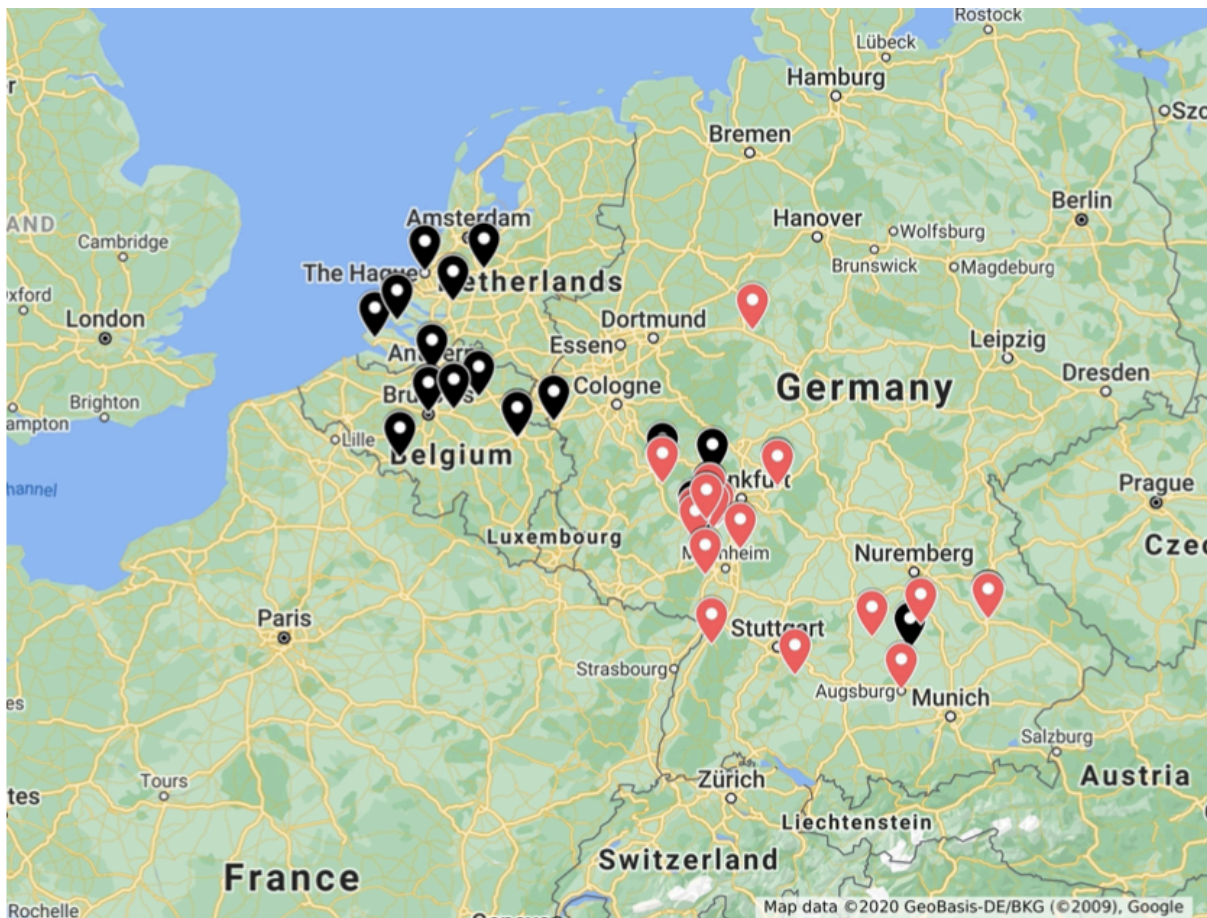 Rostock
Lübeck
Hamburg
Szc
Bremen
Berlin
AND
Amsterdam
Hanover
Wolfsburg
Cambridge
Brunswick
Magdeburg
The Hague
Netherlands
Oxford
London
Dortmund
Essen
Leipzig
Antwerp
Cologne
Germany
Dresden
Brighton
Brussels
ampton
Lille
Belgium
Channel
Frankfurt
Prague
Luxembourg
Mannheim
Czec
Nuremberg
Paris
Stuttgart
Strasbourg
Augsburg
Munich
es
Salzburg
Tours
Zürich
Austria
tes
Liechtenstein
Switzerland
France
Rochelle
Map data ©2020 GeoBasis-DE/BKG (©2009), Google